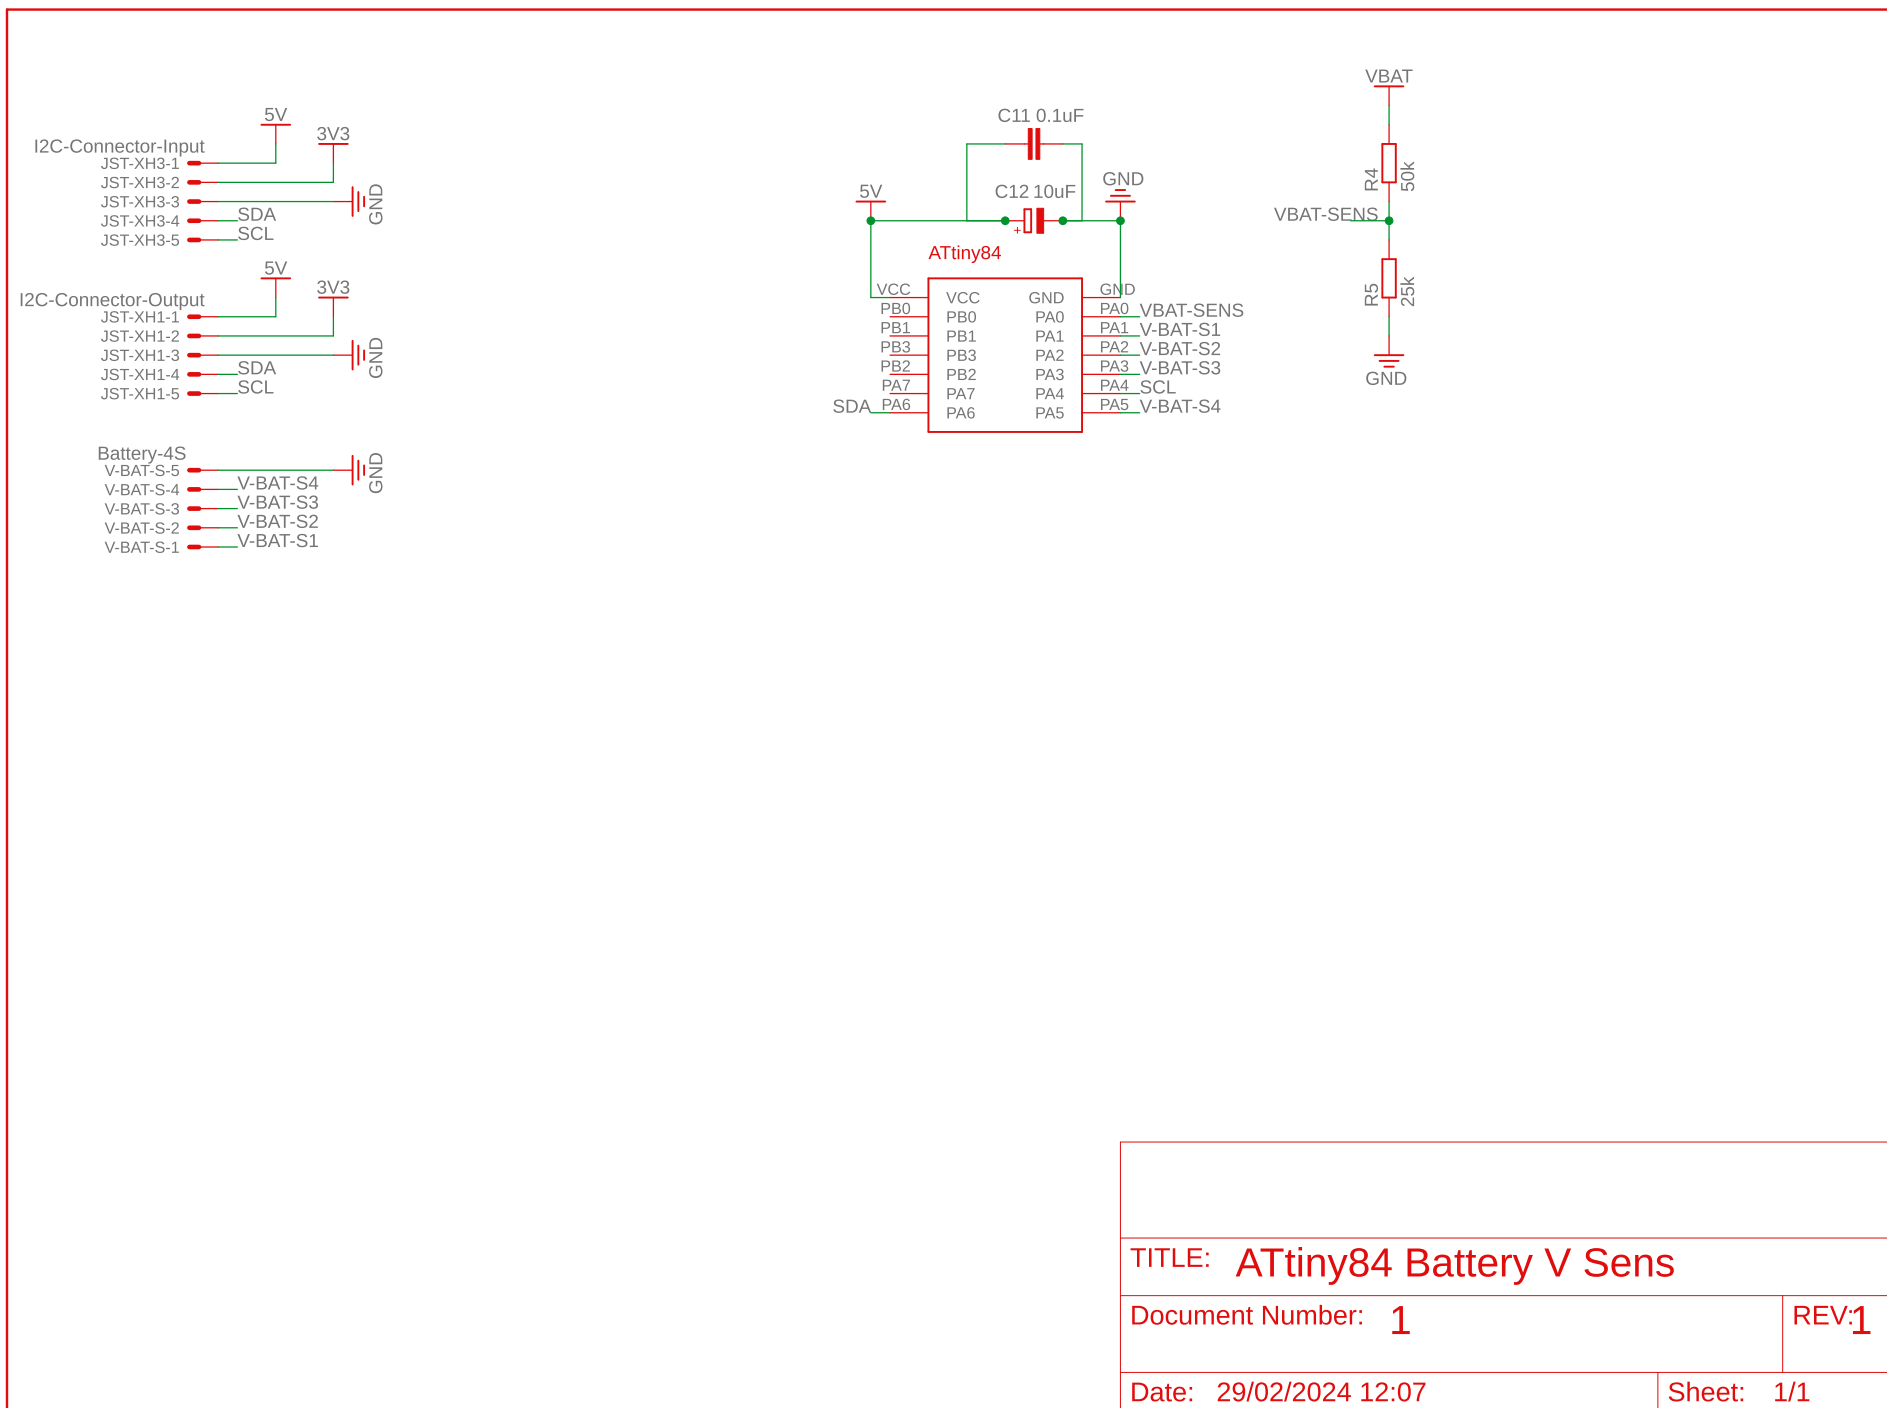 5V
3V3
I2C-Connector-Input
JST-XH3-1
JST-XH3-2
JST-XH3-3
GND
JST-XH3-4 SDA
JST-XH3-5 SCL
5V
3V3
I2C-Connector-Output
JST-XH1-1
JST-XH1-2
JST-XH1-3
GND
JST-XH1-4 SDA
JST-XH1-5 SCL
Battery-4S
V-BAT-S-5
GND
V-BAT-S-4 V-BAT-S4
V-BAT-S-3 V-BAT-S3
V-BAT-S-2 V-BAT-S2
V-BAT-S-1 V-BAT-S1
C11 0.1uF
C12 10uF
+
5V
GND
ATtiny84
VCC VCC GND GND
PB0 PB0 PA0 PA0 VBAT-SENS
PB1 PB1 PA1 PA1 V-BAT-S1
PB3 PB3 PA2 PA2 V-BAT-S2
PB2 PB2 PA3 PA3 V-BAT-S3
PA7 PA7 PA4 PA4 SCL
SDA PA6 PA6 PA5 PA5 V-BAT-S4
VBAT
R4 50k
VBAT-SENS
R5 25k
GND
TITLE: ATtiny84 Battery V Sens
Document Number: 1
REV:1
Date: 29/02/2024 12:07
Sheet: 1/1